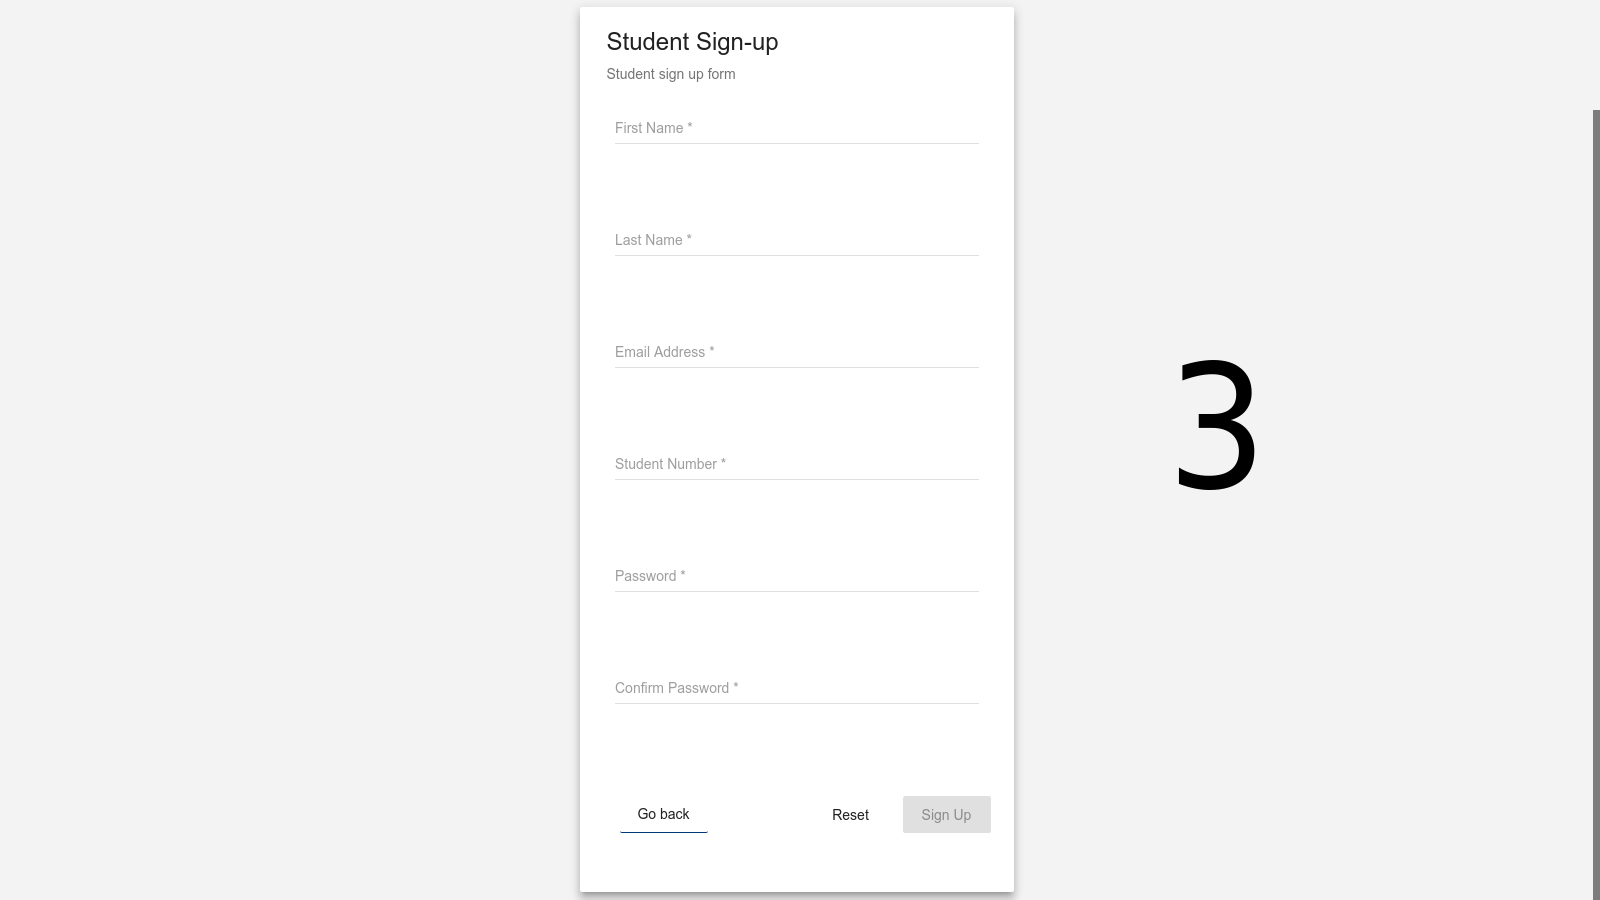 Student Sign-up
Student sign up form
First Name *
Last Name *
Email Address *
3
Student Number *
Password *
Confirm Password *
Go back Reset Sign Up